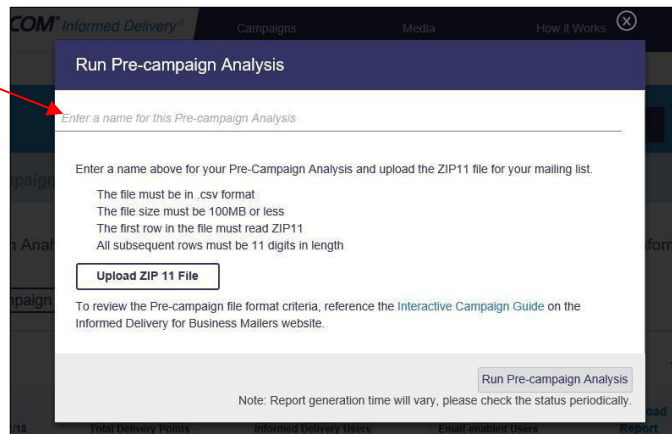 COM Informed Delivery® Campaigns Media How it Works
Run Pre-campaign Analysis
Enter a name for this Pre-campaign Analysis
Enter a name above for your Pre-Campaign Analysis and upload the ZIP11 file for your mailing list.
The file must be in .csv format
The file size must be 100MB or less
The first row in the file must read ZIP11
All subsequent rows must be 11 digits in length
Upload ZIP 11 File
To review the Pre-campaign file format criteria, reference the Interactive Campaign Guide on the
Informed Delivery for Business Mailers website.
Run Pre-campaign Analysis
Note: Report generation time will vary, please check the status periodically.
/18 Total Delivery Points Informed Delivery Users Email-enabled Users Report